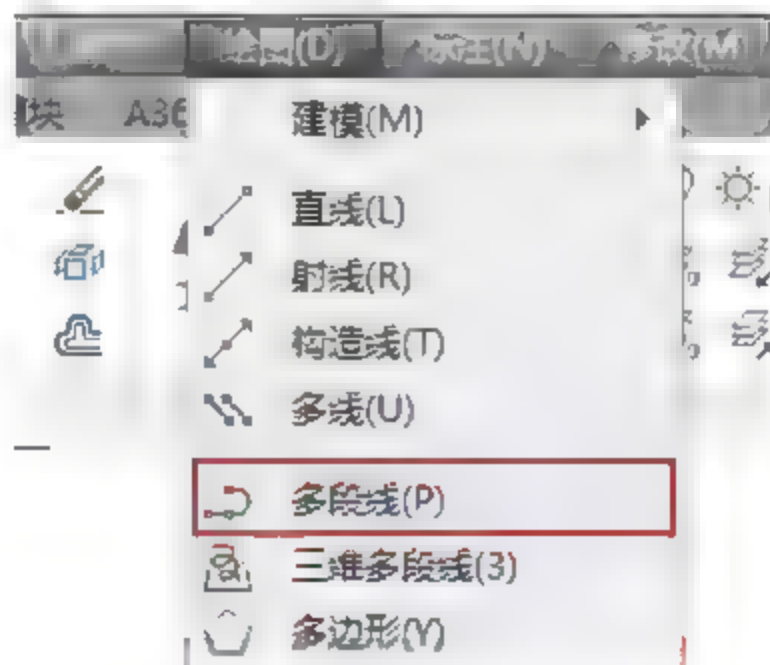 绘图(D) 标注(N) 修改(M)
块 A36
建模(M)
直线(L)
射线(R)
构造线(T)
多线(U)
多段线(P)
三维多段线(3)
多边形(Y)